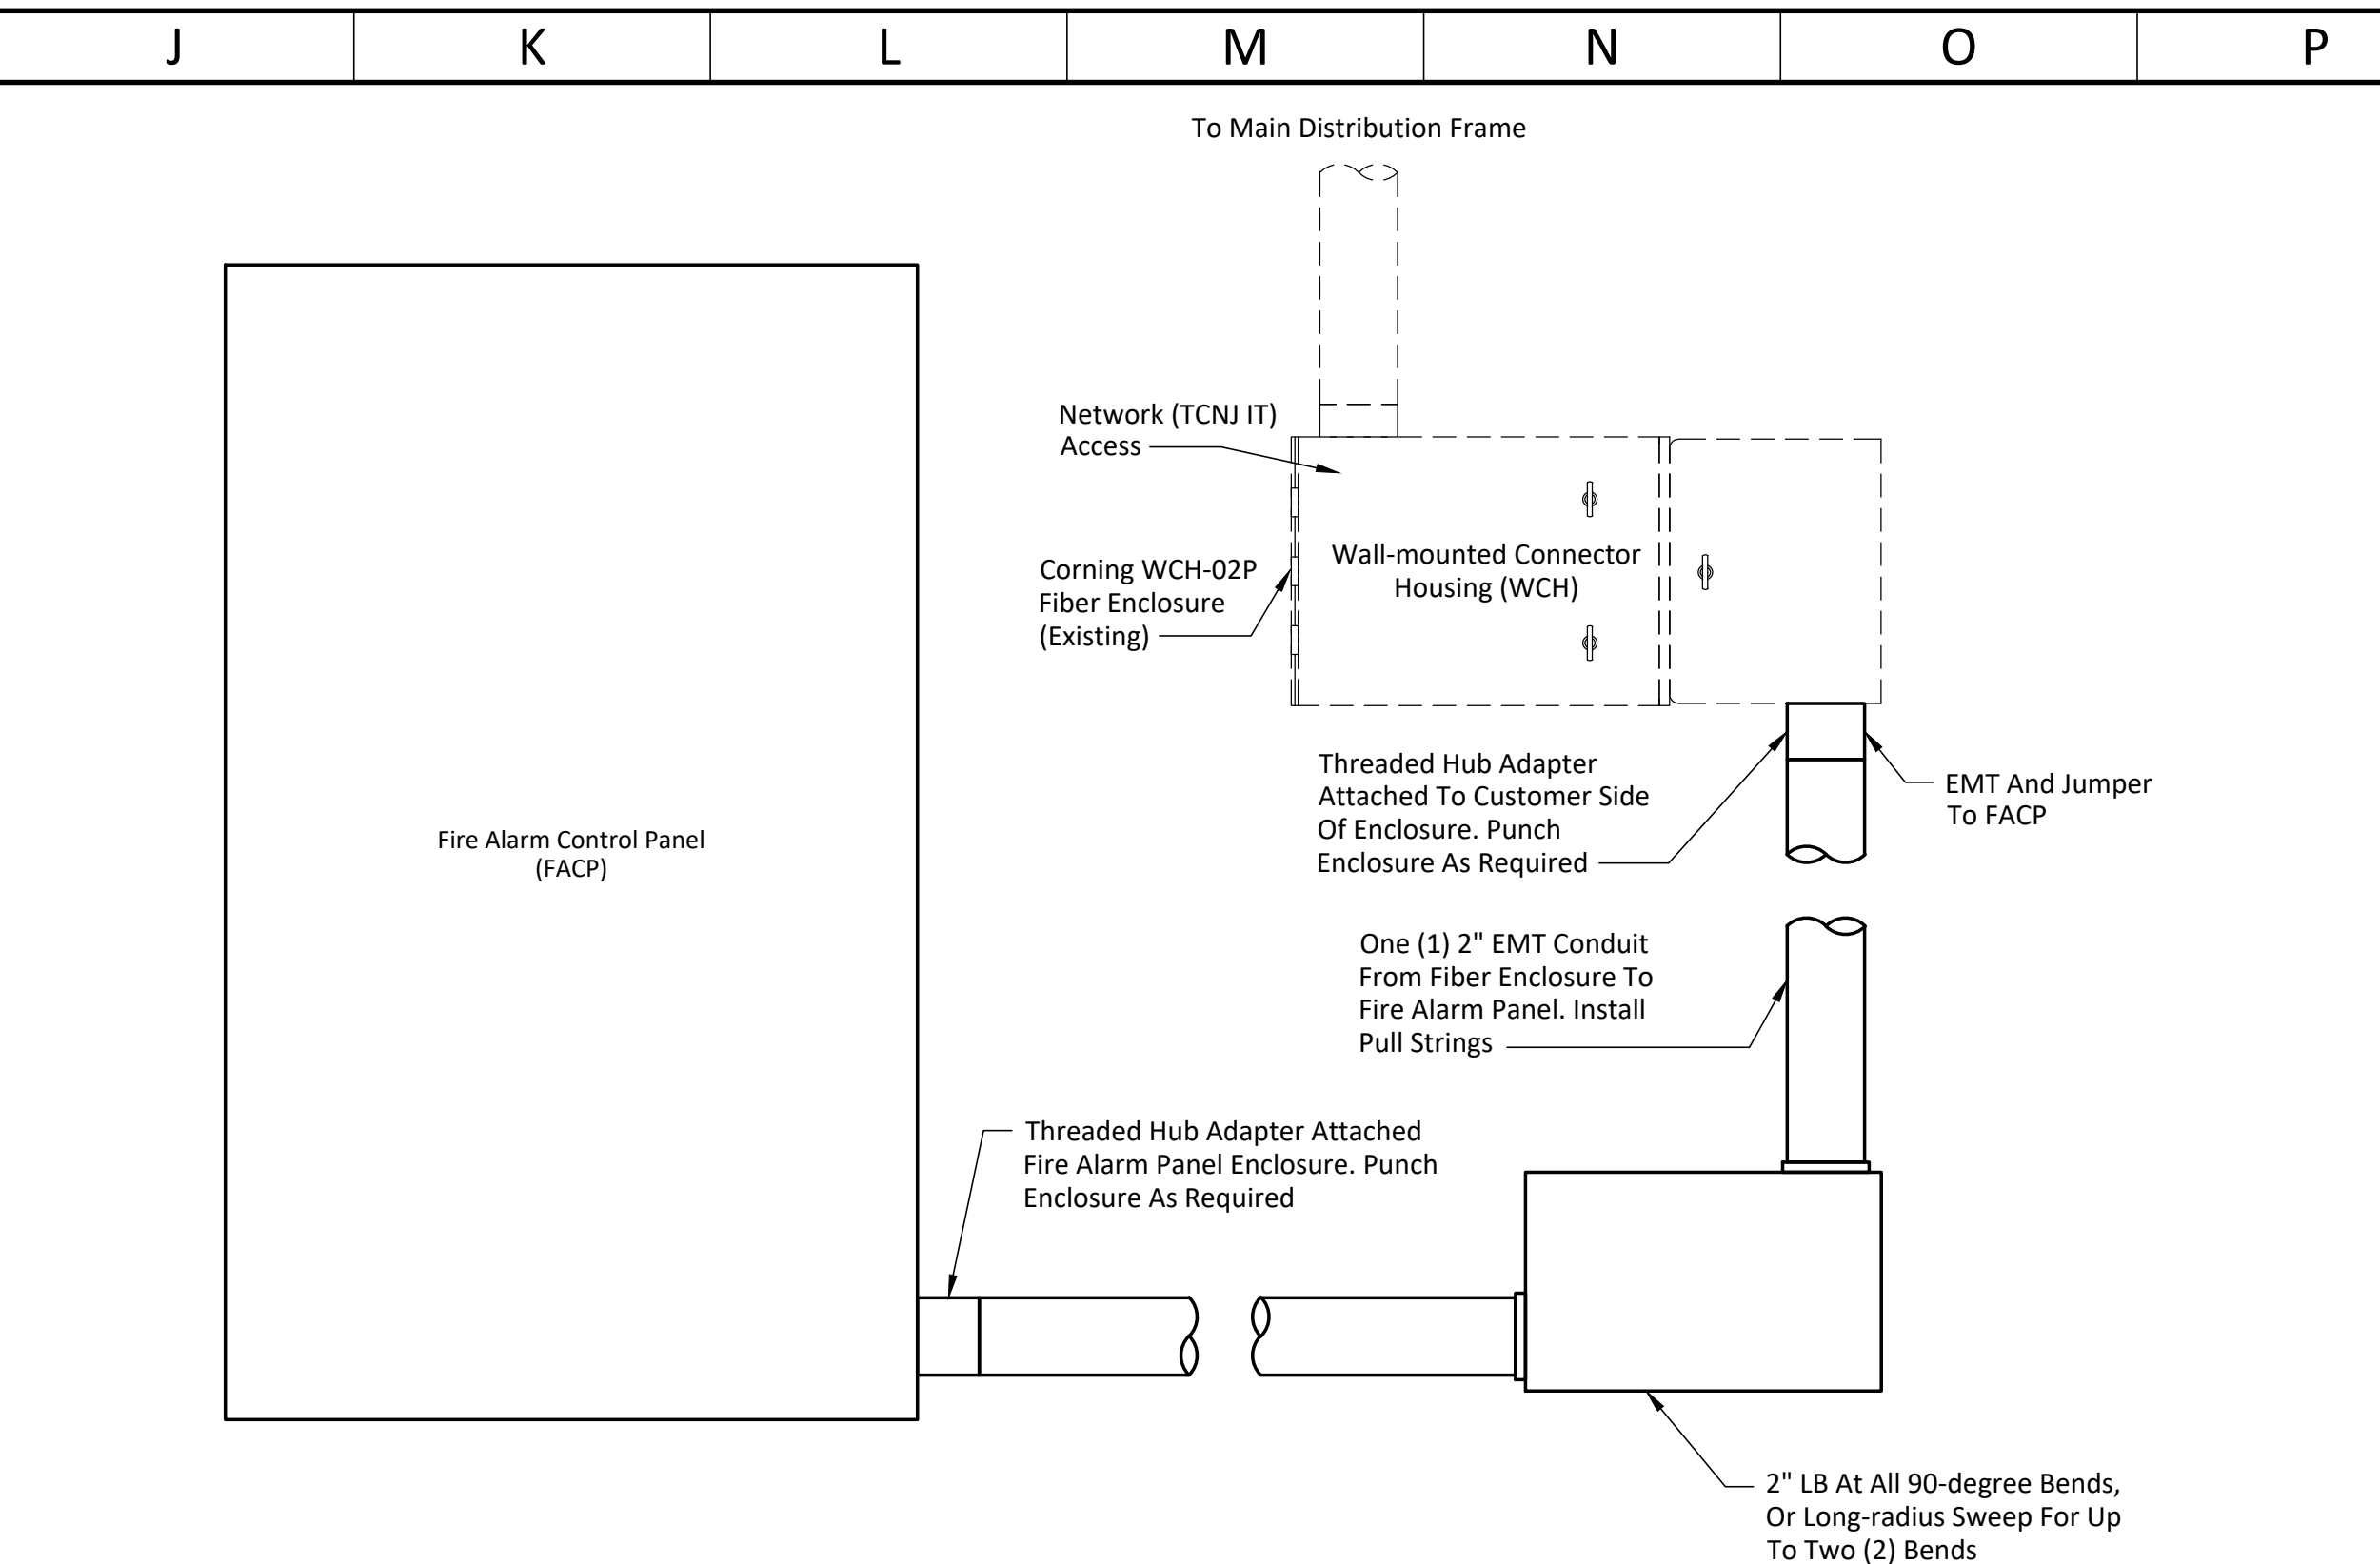 J K L M N O P
To Main Distribution Frame
Network (TCNJ IT)
Access
Corning WCH-02P
Fiber Enclosure
(Existing)
Wall-mounted Connector
Housing (WCH)
Threaded Hub Adapter
Attached To Customer Side
Of Enclosure. Punch
Enclosure As Required
EMT And Jumper
To FACP
Fire Alarm Control Panel
(FACP)
One (1) 2" EMT Conduit
From Fiber Enclosure To
Fire Alarm Panel. Install
Pull Strings
Threaded Hub Adapter Attached
Fire Alarm Panel Enclosure. Punch
Enclosure As Required
2" LB At All 90-degree Bends,
Or Long-radius Sweep For Up
To Two (2) Bends